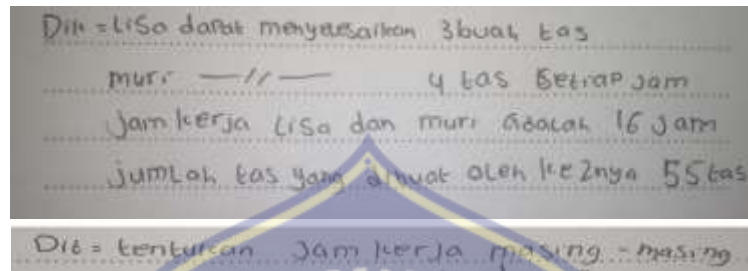 Dik = Lisa dapat menyelesaikan 3 buah tas
muri —//— 4 tas setiap jam
jam kerja Lisa dan muri adalah 16 jam
jumlah tas yang dibuat oleh ke2nya 55 tas
Dit = tentukan jam kerja masing-masing